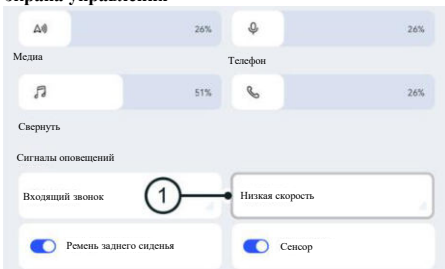 26%
26%
Медиа
Телефон
51%
26%
Свернуть
Сигналы оповещений
Входящий звонок
1
Низкая скорость
Ремень заднего сиденья
Сенсор